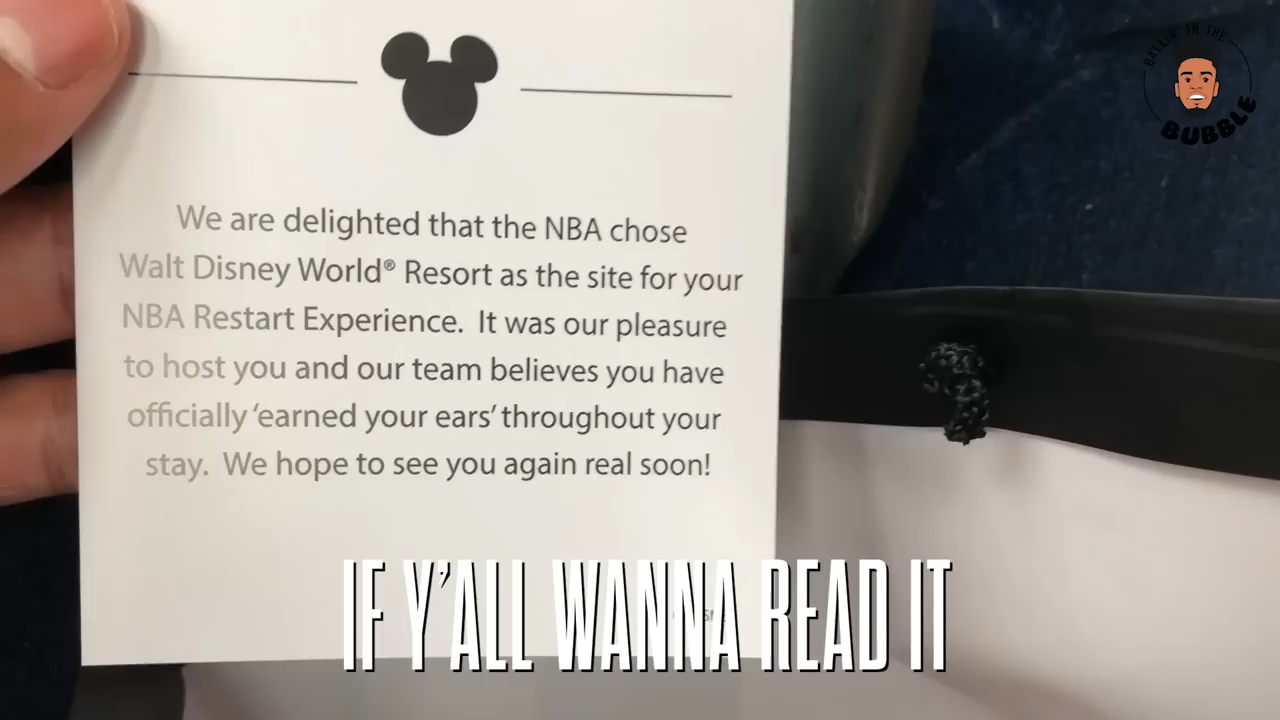 BALLIN' IN THE
BUBBLE
We are delighted that the NBA chose
Walt Disney World® Resort as the site for your
NBA Restart Experience. It was our pleasure
to host you and our team believes you have
officially 'earned your ears' throughout your
stay. We hope to see you again real soon!
IF Y'ALL WANNA READ IT